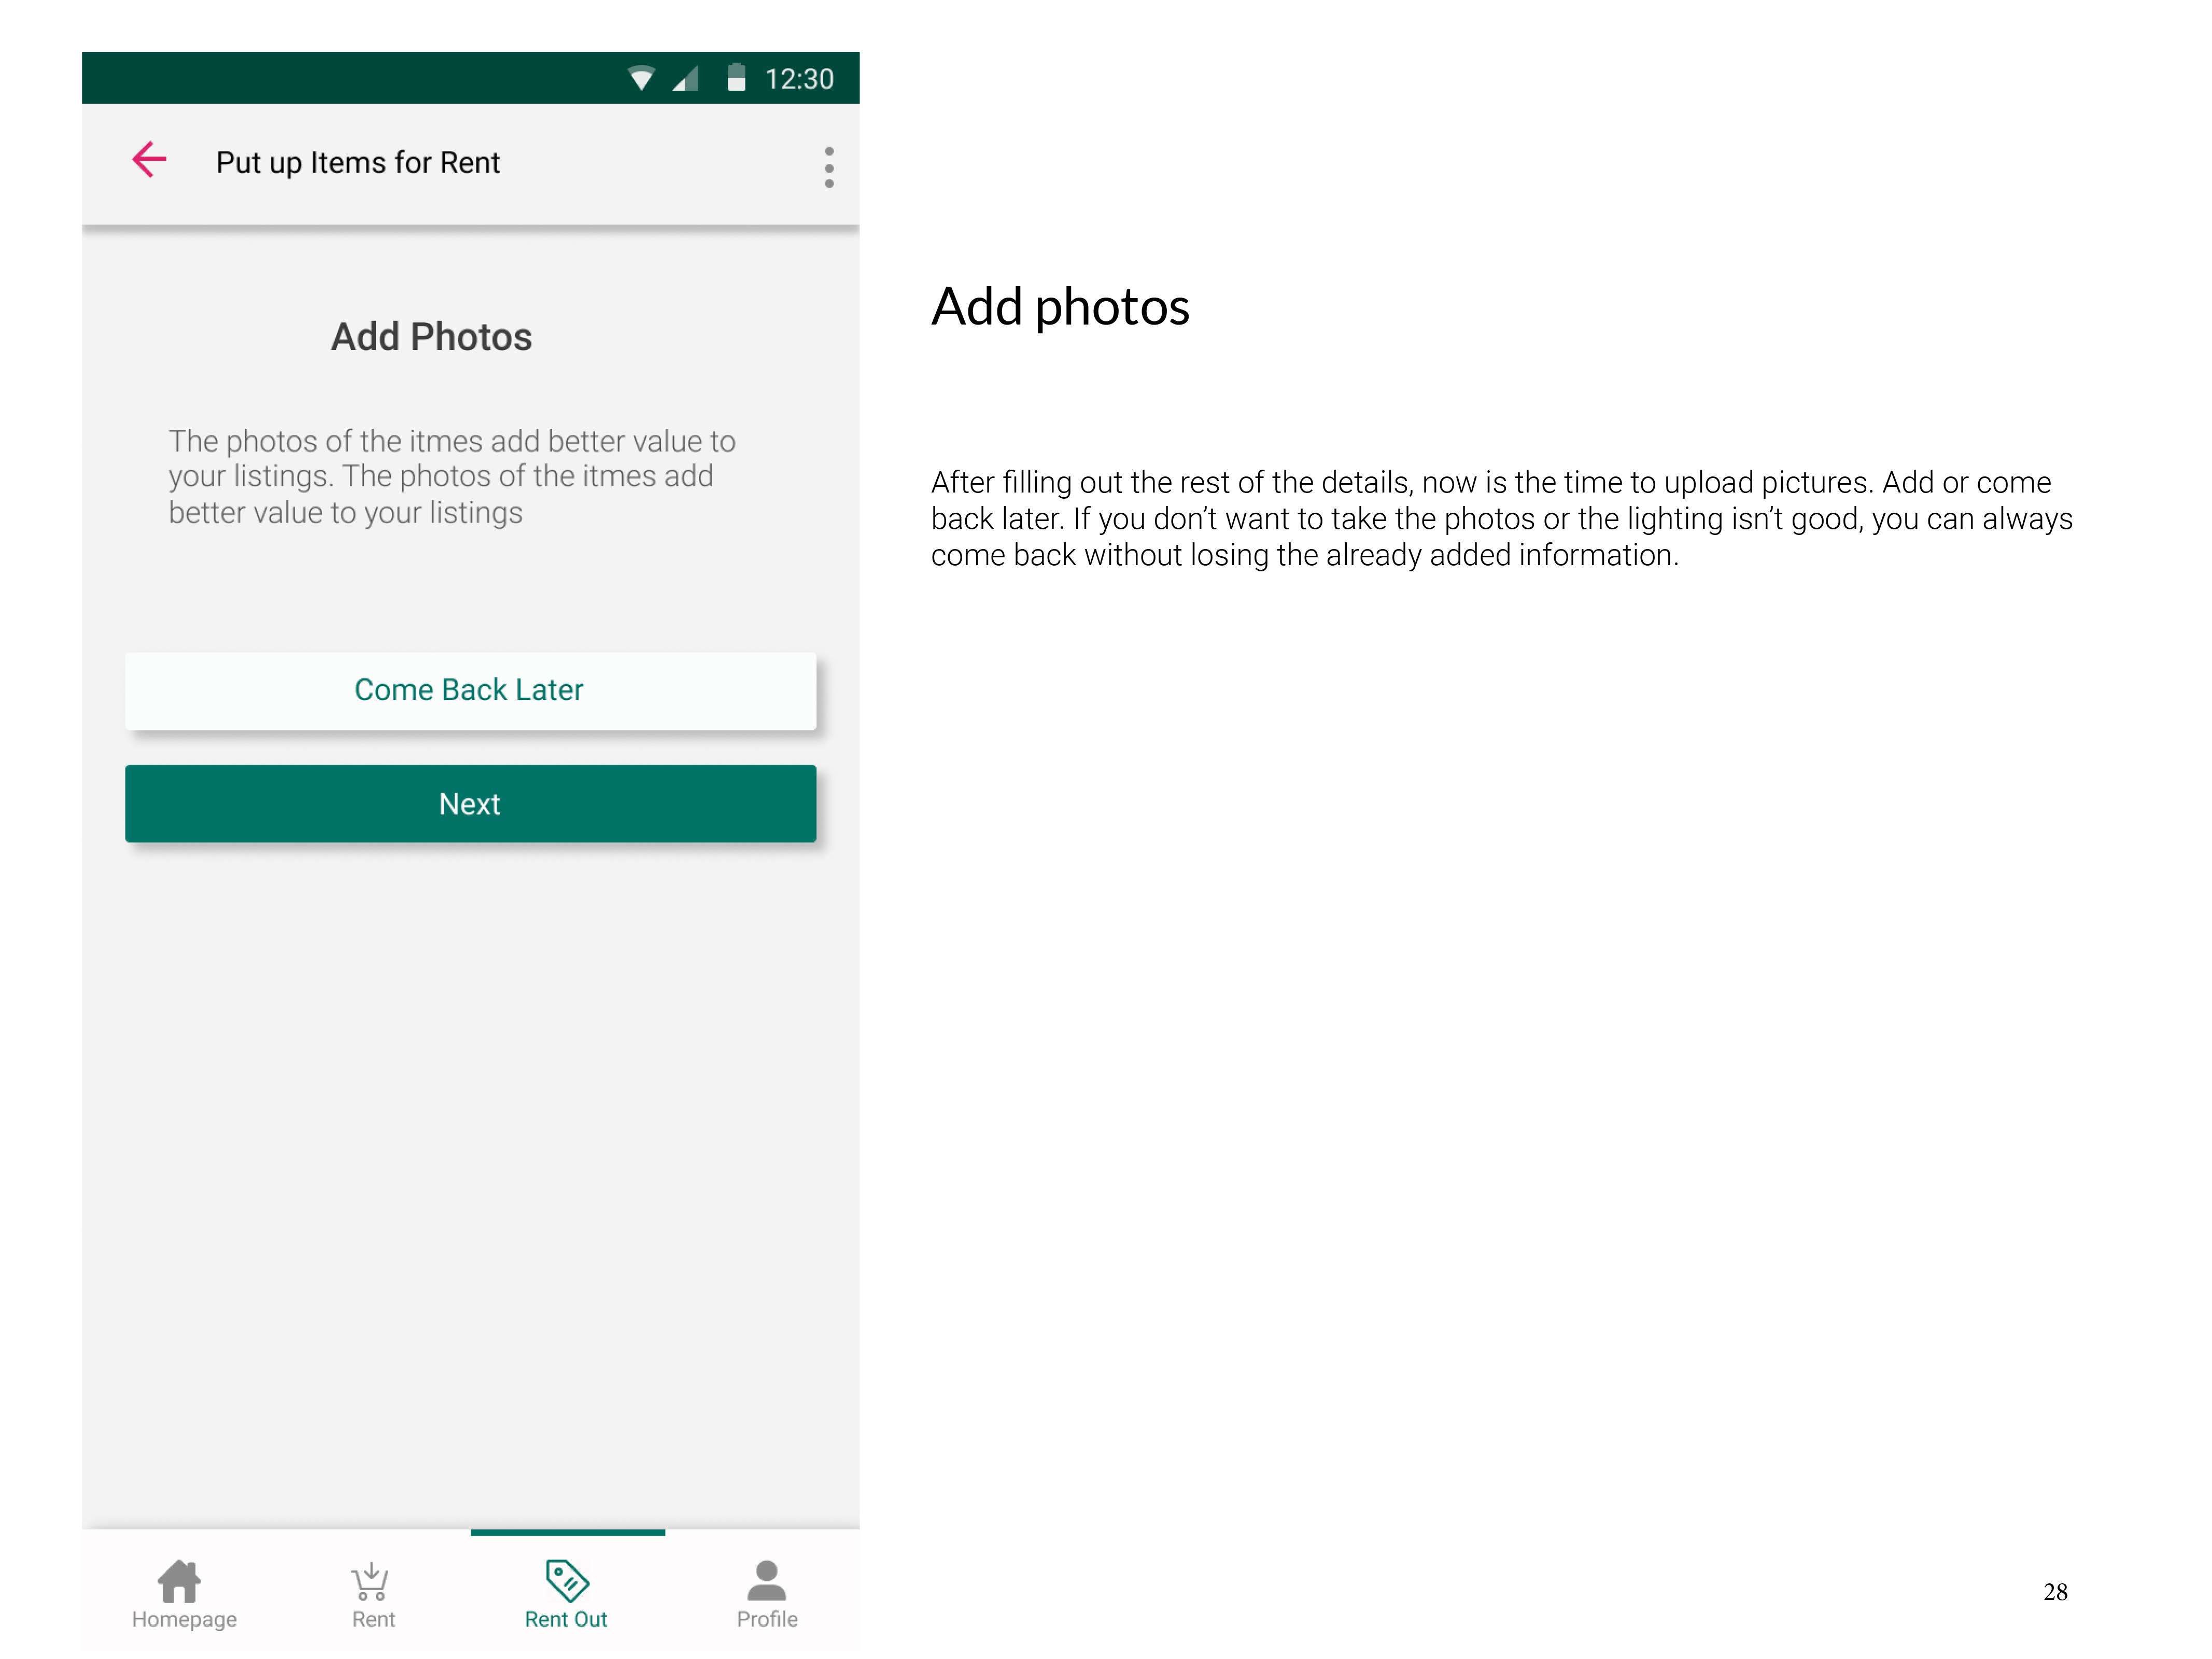 12:30
Put up Items for Rent
Add Photos
The photos of the itmes add better value to
your listings. The photos of the itmes add
better value to your listings
Come Back Later
Next
Homepage
Rent
Rent Out
Profile
Add photos
After filling out the rest of the details, now is the time to upload pictures. Add or come
back later. If you don’t want to take the photos or the lighting isn’t good, you can always
come back without losing the already added information.
28